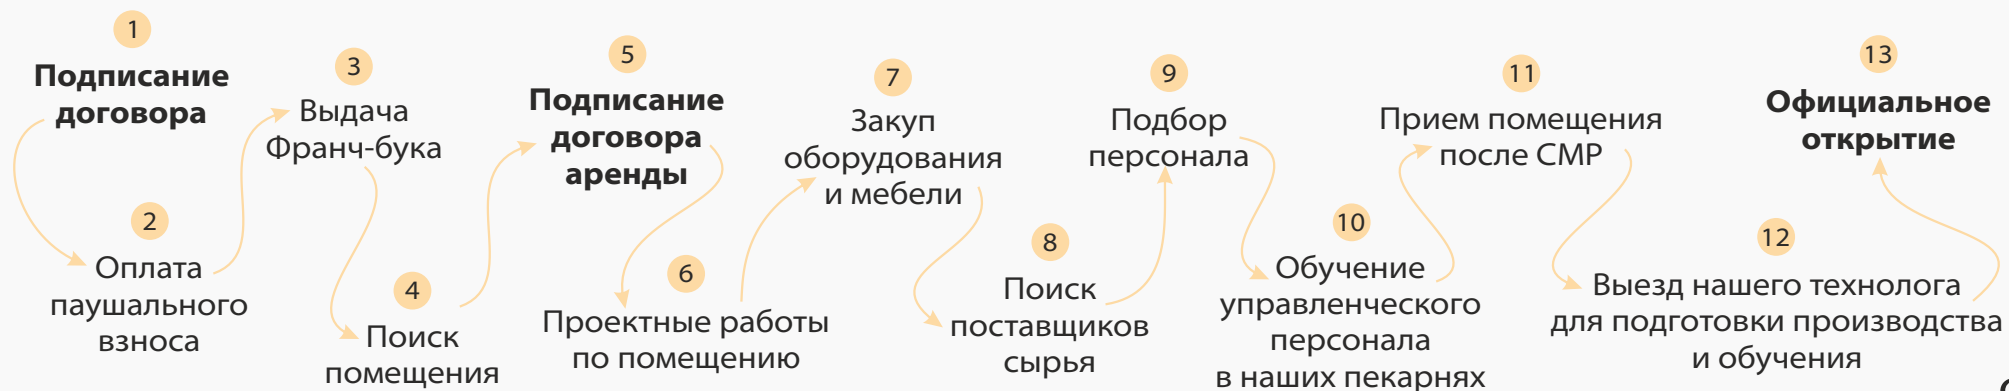 1
Подписание
договора
2
Оплата
паушального
взноса
3
Выдача
Франч-бука
4
Поиск
помещения
5
Подписание
договора
аренды
6
Проектные работы
по помещению
7
Закуп
оборудования
и мебели
8
Поиск
поставщиков
сырья
9
Подбор
персонала
10
Обучение
управленческого
персонала
в наших пекарнях
11
Прием помещения
после СМР
12
Выезд нашего технолога
для подготовки производства
и обучения
13
Официальное
открытие